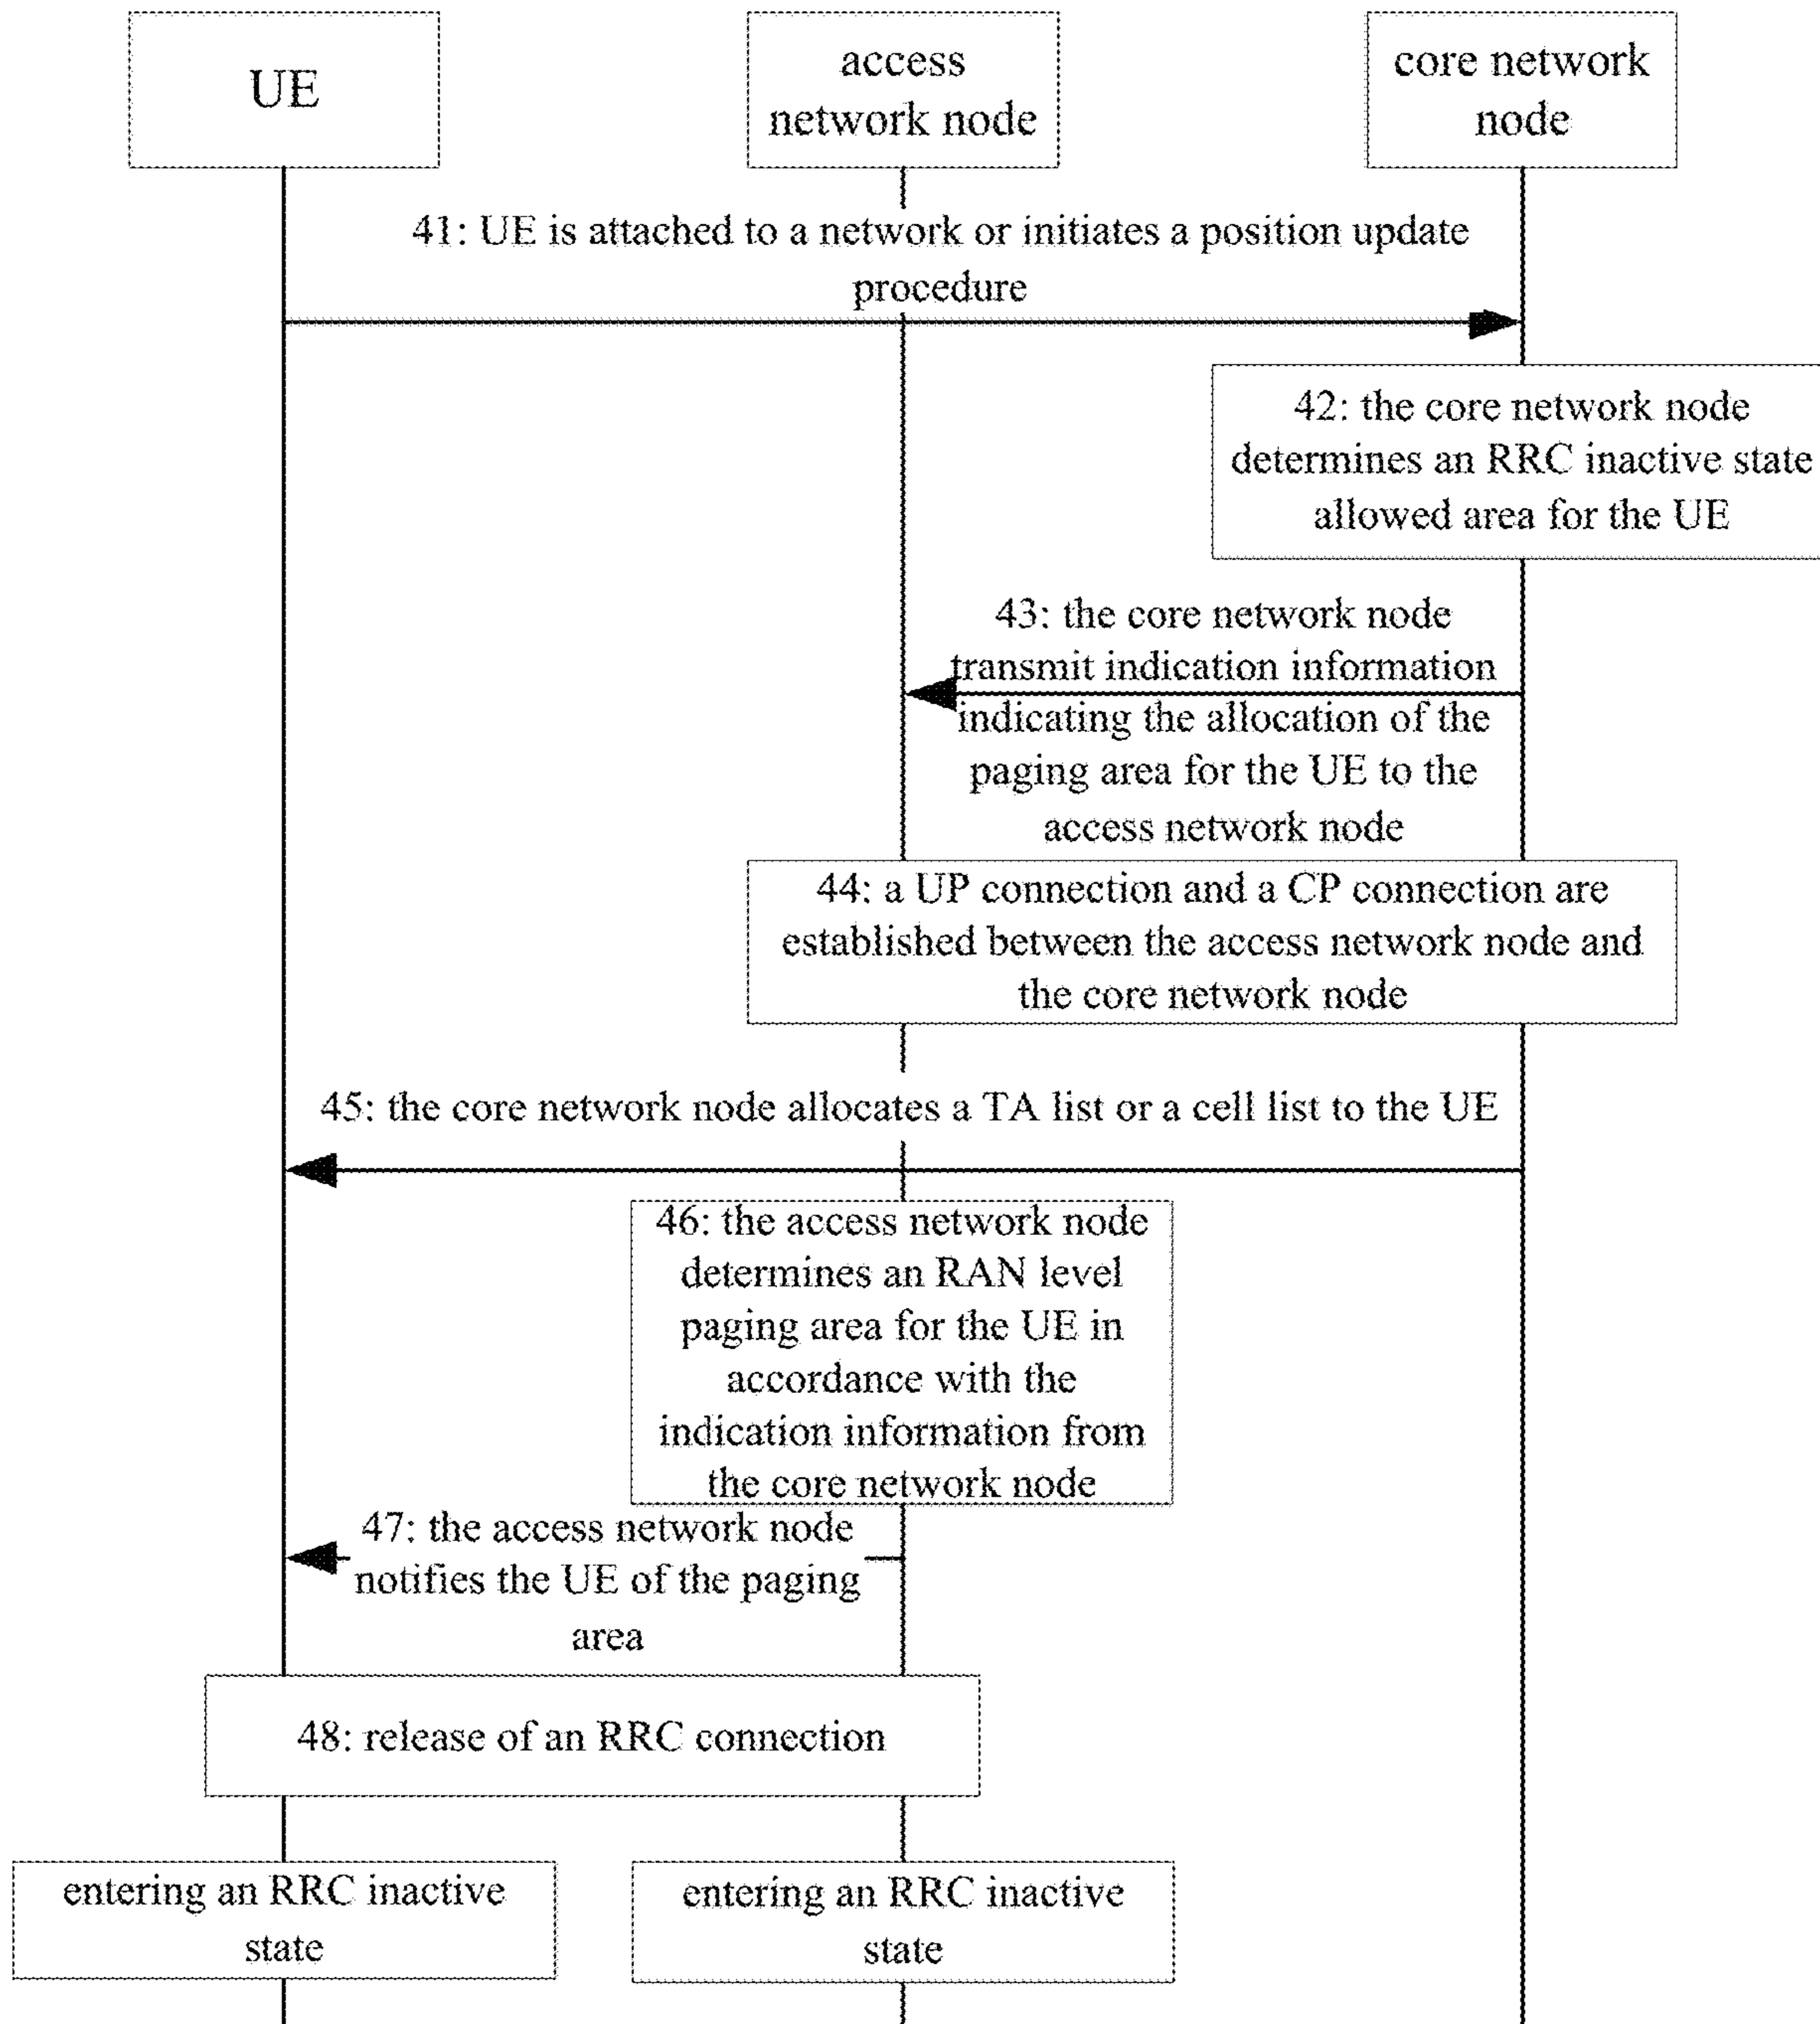 UE
access
network node
core network
node
41: UE is attached to a network or initiates a position update
procedure
42: the core network node
determines an RRC inactive state
allowed area for the UE
43: the core network node
transmit indication information
indicating the allocation of the
paging area for the UE to the
access network node
44: a UP connection and a CP connection are
established between the access network node and
the core network node
45: the core network node allocates a TA list or a cell list to the UE
46: the access network node
determines an RAN level
paging area for the UE in
accordance with the
indication information from
the core network node
47: the access network node
notifies the UE of the paging
area
48: release of an RRC connection
entering an RRC inactive
state
entering an RRC inactive
state